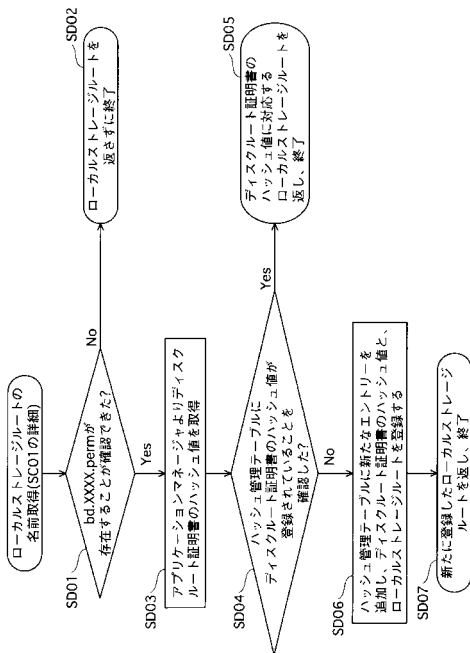 ローカルストレージルートの
名前取得(SC01の詳細)
SD01
bd.XXXX.permが
存在することが確認できた?
No
SD02
ローカルストレージルートを
返さずに終了
Yes
SD03
アプリケーションマネージャよりディスク
ルート証明書のハッシュ値を取得
SD04
ハッシュ管理テーブルに
ディスクルート証明書のハッシュ値が
登録されていることを
確認した?
Yes
SD05
ディスクルート証明書の
ハッシュ値に対応する
ローカルストレージルートを
返し、終了
No
SD06
ハッシュ管理テーブルに新たなエントリーを
追加し、ディスクルート証明書のハッシュ値と、
ローカルストレージルートを登録する
SD07
新たに登録したローカルストレージ
ルートを返し、終了